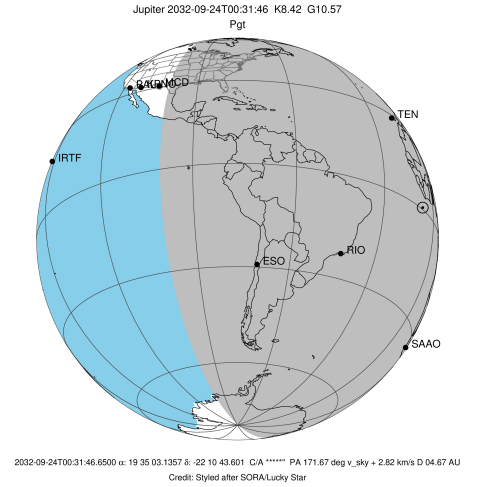 Jupiter 2032-09-24T00:31:46  K8.42  G10.57
Pgt
MCD
TEN
IRTF
RIO
ESO
SAAO
2032-09-24T00:31:46.6500 α: 19 35 03.1357 δ: -22 10 43.601  C/A *****"  PA 171.67 deg v_sky + 2.82 km/s D 04.67 AU
Credit: Styled after SORA/Lucky Star